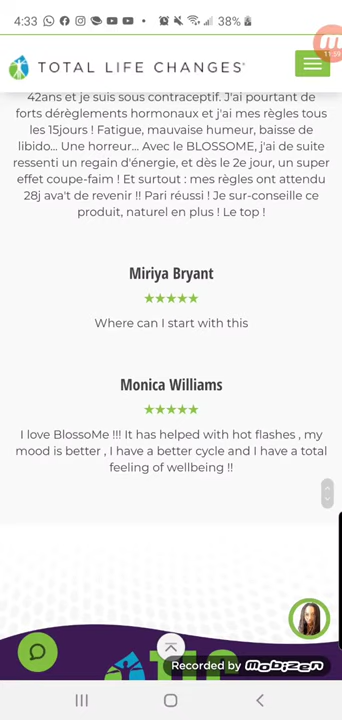 4:33
38%
11:59
TOTAL LIFE CHANGES
42ans et je suis sous contraceptif. J'ai pourtant de
forts dérèglements hormonaux et j'ai mes règles tous
les 15jours ! Fatigue, mauvaise humeur, baisse de
libido... Une horreur... Avec le BLOSSOME, j'ai de suite
ressenti un regain d'énergie, et dès le 2e jour, un super
effet coupe-faim ! Et surtout : mes règles ont attendu
28j ava't de revenir !! Pari réussi ! Je sur-conseille ce
produit, naturel en plus ! Le top !
Miriya Bryant
Where can I start with this
Monica Williams
I love BlossoMe !!! It has helped with hot flashes , my
mood is better , I have a better cycle and I have a total
feeling of wellbeing !!
Recorded by mobizen